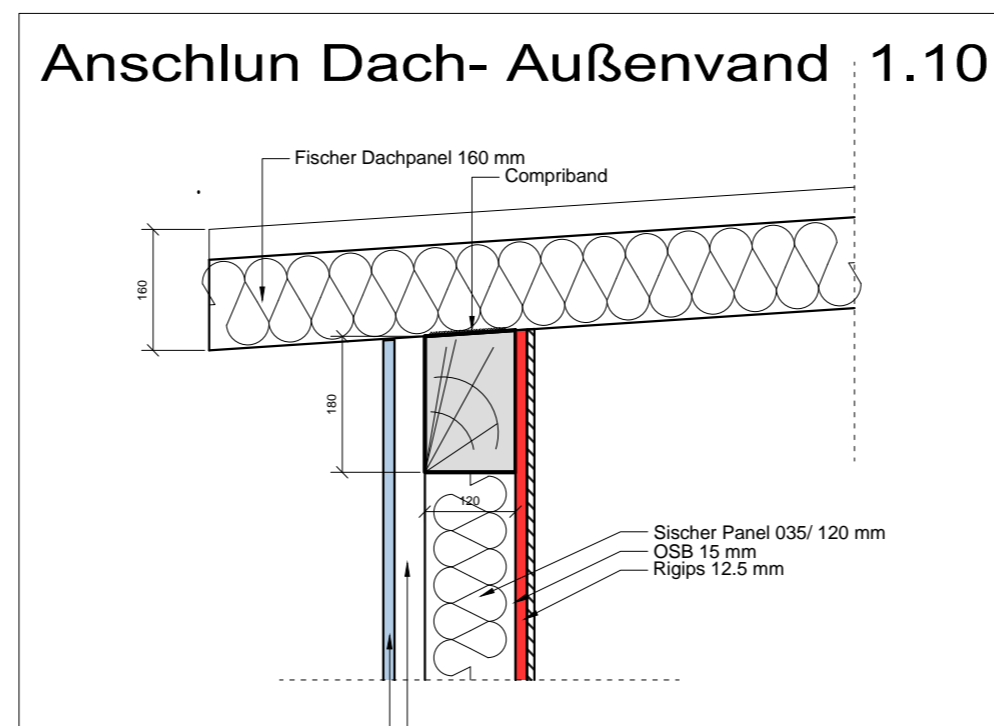 Anschlun Dach- Außenvand 1.10
Fischer Dachpanel 160 mm
Compriband
160
180
120
Sischer Panel 035/ 120 mm
OSB 15 mm
Rigips 12.5 mm